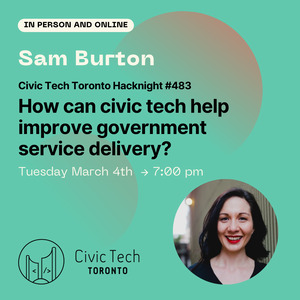 IN PERSON AND ONLINE
Sam Burton
Civic Tech Toronto Hacknight #483
How can civic tech help
improve government
service delivery?
Tuesday March 4th → 7:00 pm
Civic Tech
TORONTO